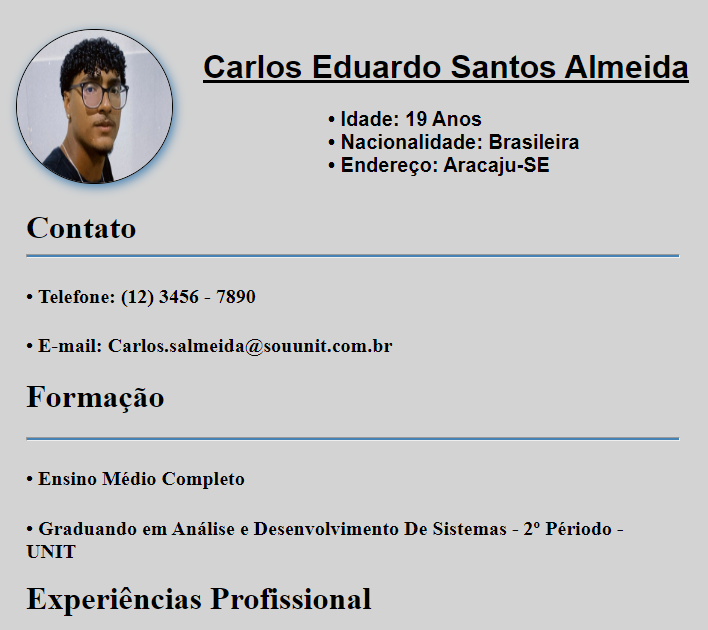 Carlos Eduardo Santos Almeida
• Idade: 19 Anos
• Nacionalidade: Brasileira
• Endereço: Aracaju-SE
Contato
• Telefone: (12) 3456 - 7890
• E-mail: Carlos.salmeida@souunit.com.br
Formação
• Ensino Médio Completo
• Graduando em Análise e Desenvolvimento De Sistemas - 2º Périodo -
UNIT
Experiências Profissional